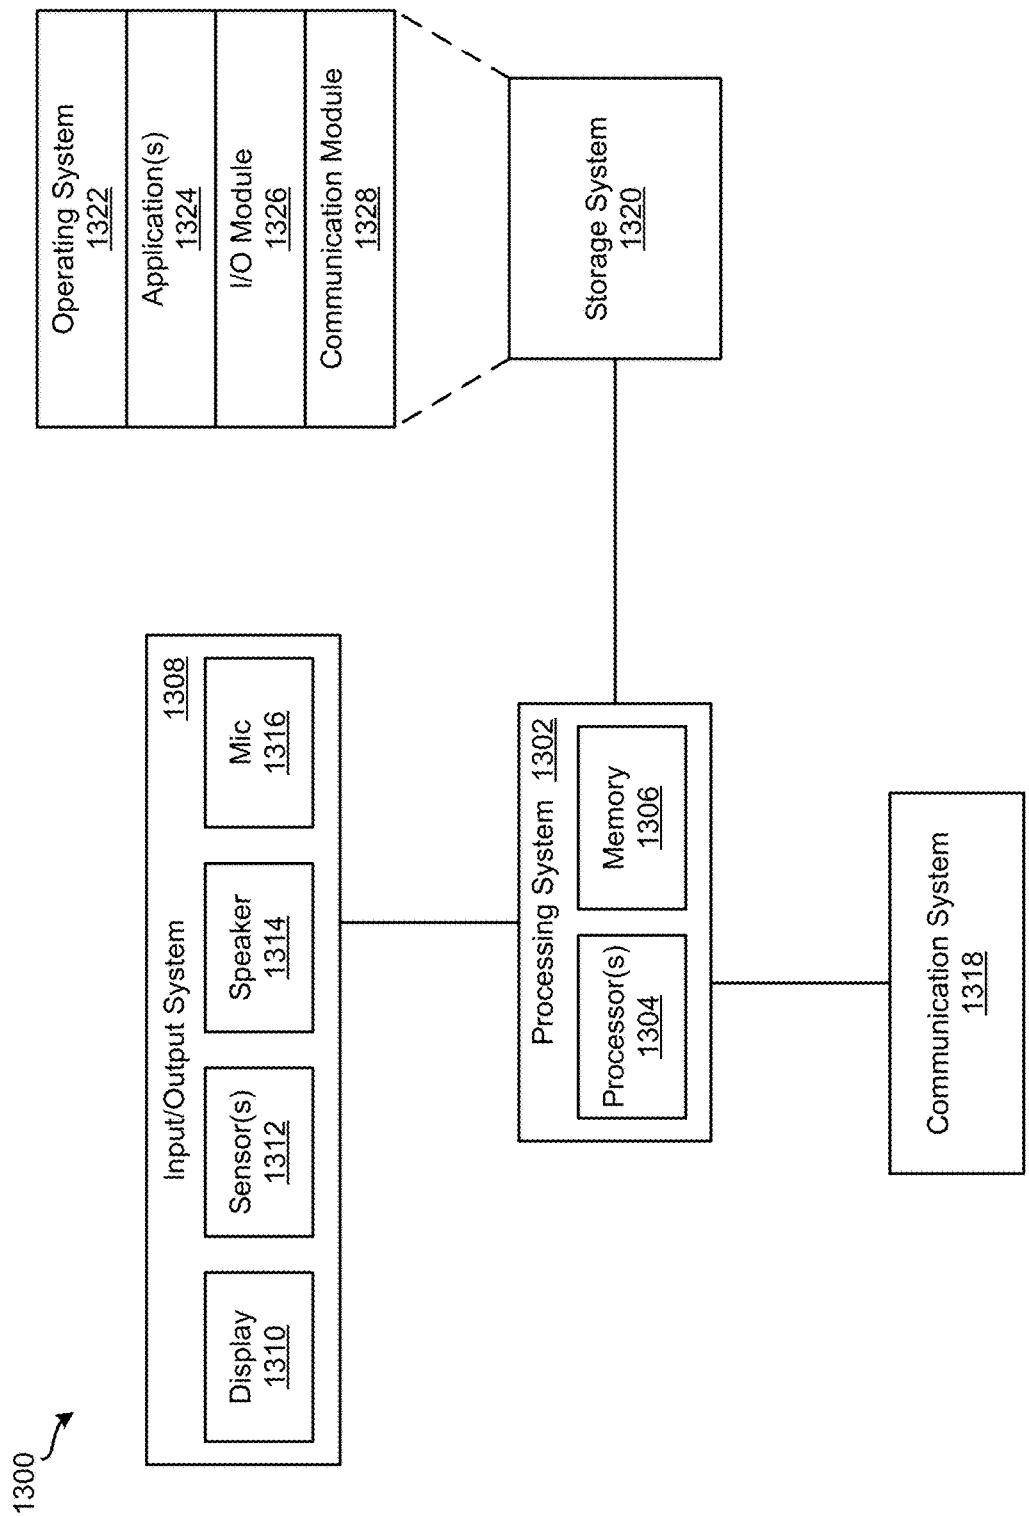 1300
Input/Output System
1308
Display
1310
Sensor(s)
1312
Speaker
1314
Mic
1316
Processing System 1302
Processor(s)
1304
Memory
1306
Communication System
1318
Operating System
1322
Application(s)
1324
I/O Module
1326
Communication Module
1328
Storage System
1320